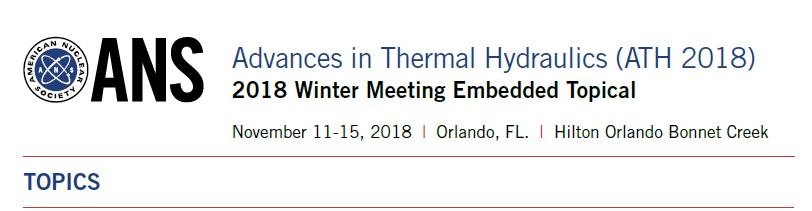 AMERICAN NUCLEAR SOCIETY
ANS
ANS
Advances in Thermal Hydraulics (ATH 2018)
2018 Winter Meeting Embedded Topical
November 11-15, 2018 | Orlando, FL. | Hilton Orlando Bonnet Creek
TOPICS